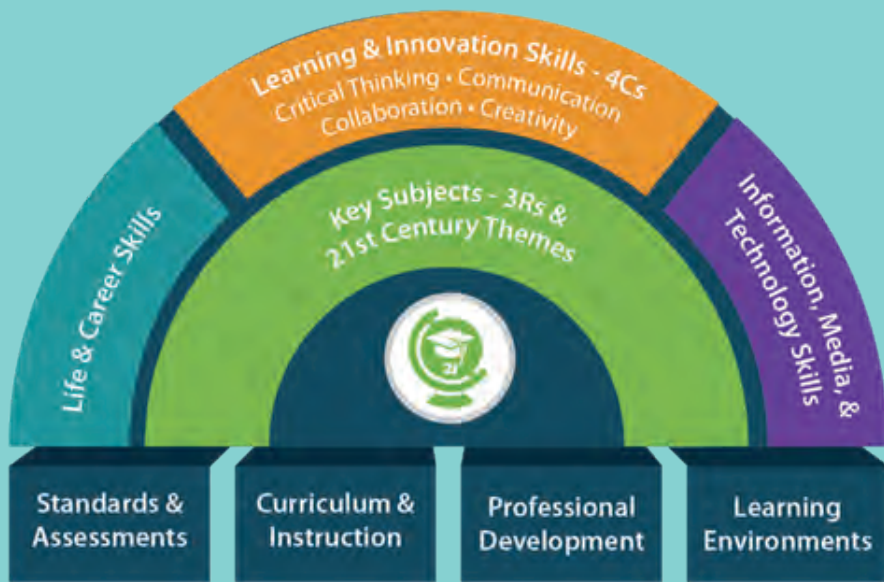 Learning & Innovation Skills - 4Cs
Critical Thinking • Communication
Collaboration • Creativity
Life & Career Skills
Key Subjects - 3Rs &
21st Century Themes
Information, Media, &
Technology Skills
21
Standards &
Assessments
Curriculum &
Instruction
Professional
Development
Learning
Environments